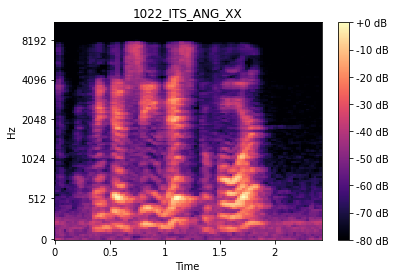 1022_ITS_ANG_XX
8192
4096
2048
1024
512
0
Hz
0
0.5
1
1.5
2
Time
+0 dB
-10 dB
-20 dB
-30 dB
-40 dB
-50 dB
-60 dB
-70 dB
-80 dB